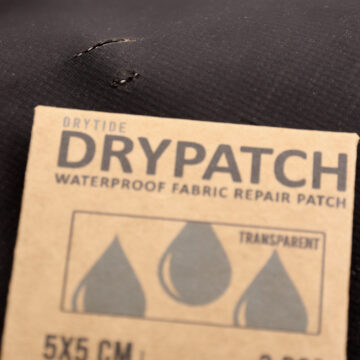 DRYTIDE
DRYPATCH
WATERPROOF FABRIC REPAIR PATCH
TRANSPARENT
5X5 CM